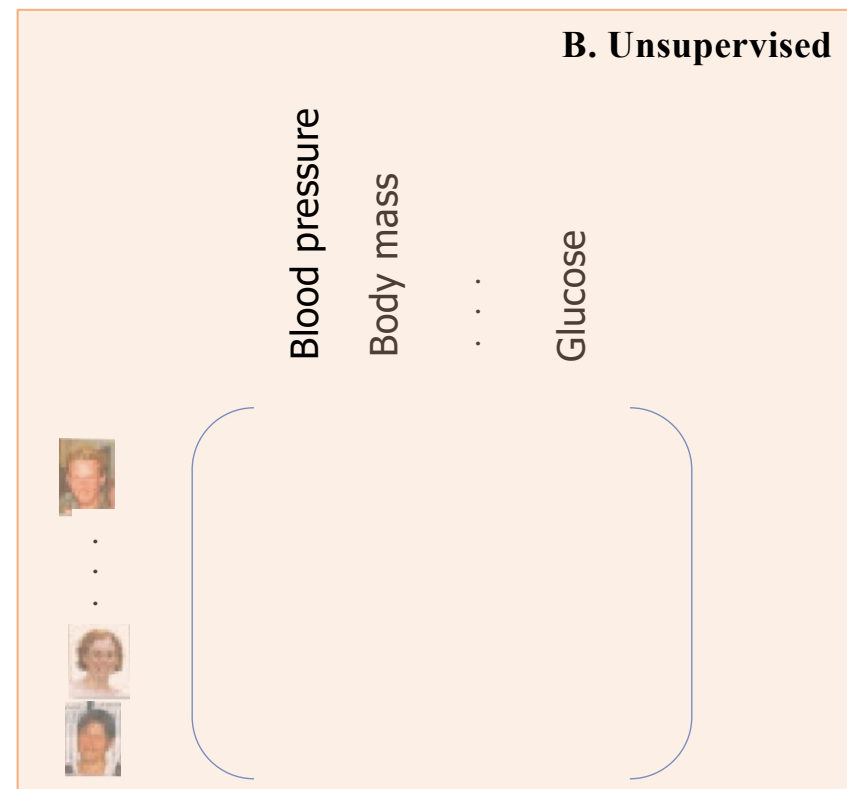 B. Unsupervised
Blood pressure
Body mass
. . .
Glucose
. . .